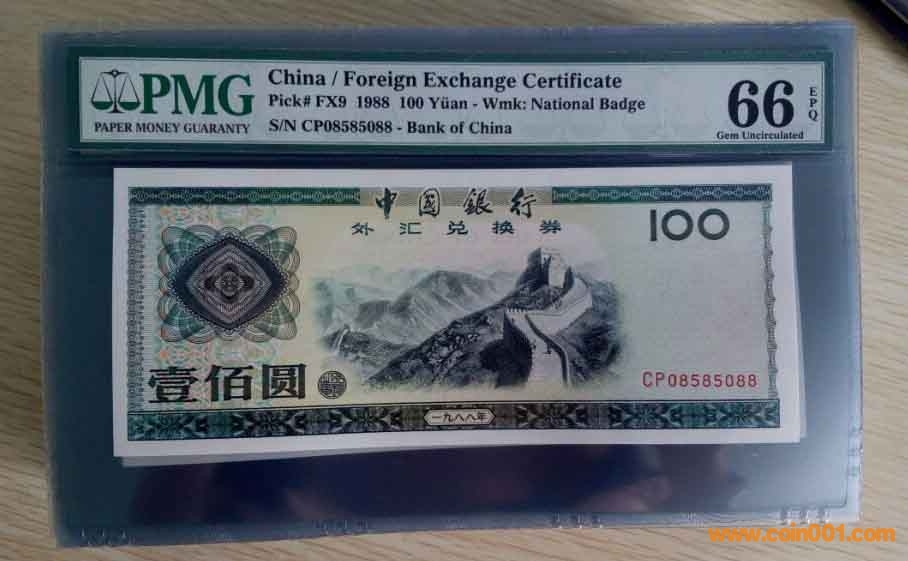 PMG
PAPER MONEY GUARANTY
China / Foreign Exchange Certificate
Pick# FX9 1988 100 Yüan - Wmk: National Badge
S/N CP08585088 - Bank of China
66
EPQ
Gem Uncirculated
中國銀行
外汇兑换券
100
壹佰圆
CP08585088
一九八八年
www.coin001.com